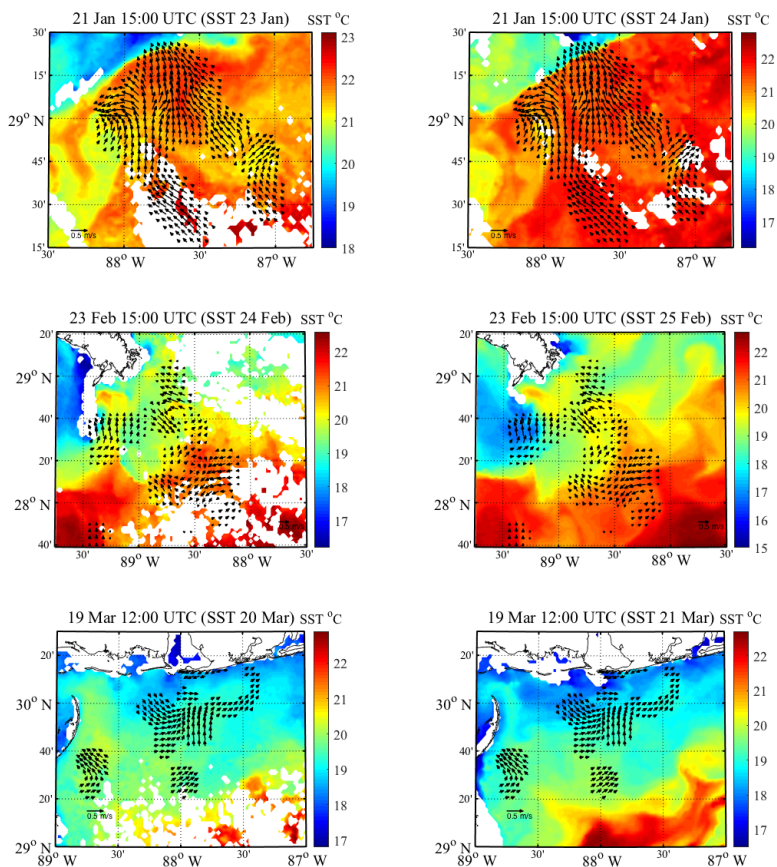 21 Jan 15:00 UTC (SST 23 Jan) SST °C
30'
15'
29° N
45'
30'
15'
30' 88° W 30' 87° W
0.5 m/s
23
22
21
20
19
18
21 Jan 15:00 UTC (SST 24 Jan) SST °C
30'
15'
29° N
45'
30'
15'
30' 88° W 30' 87° W
0.5 m/s
22
21
20
19
18
17
23 Feb 15:00 UTC (SST 24 Feb) SST °C
20'
29° N
40'
20'
28° N
40'
30' 89° W 30' 88° W 30'
0.5 m/s
22
21
20
19
18
17
23 Feb 15:00 UTC (SST 25 Feb) SST °C
20'
29° N
40'
20'
28° N
40'
30' 89° W 30' 88° W 30'
0.5 m/s
22
21
20
19
18
17
16
15
19 Mar 12:00 UTC (SST 20 Mar) SST °C
20'
30° N
40'
20'
29° N
89° W 30' 88° W 30' 87° W
0.5 m/s
22
21
20
19
18
17
19 Mar 12:00 UTC (SST 21 Mar) SST °C
20'
30° N
40'
20'
29° N
89° W 30' 88° W 30' 87° W
0.5 m/s
22
21
20
19
18
17